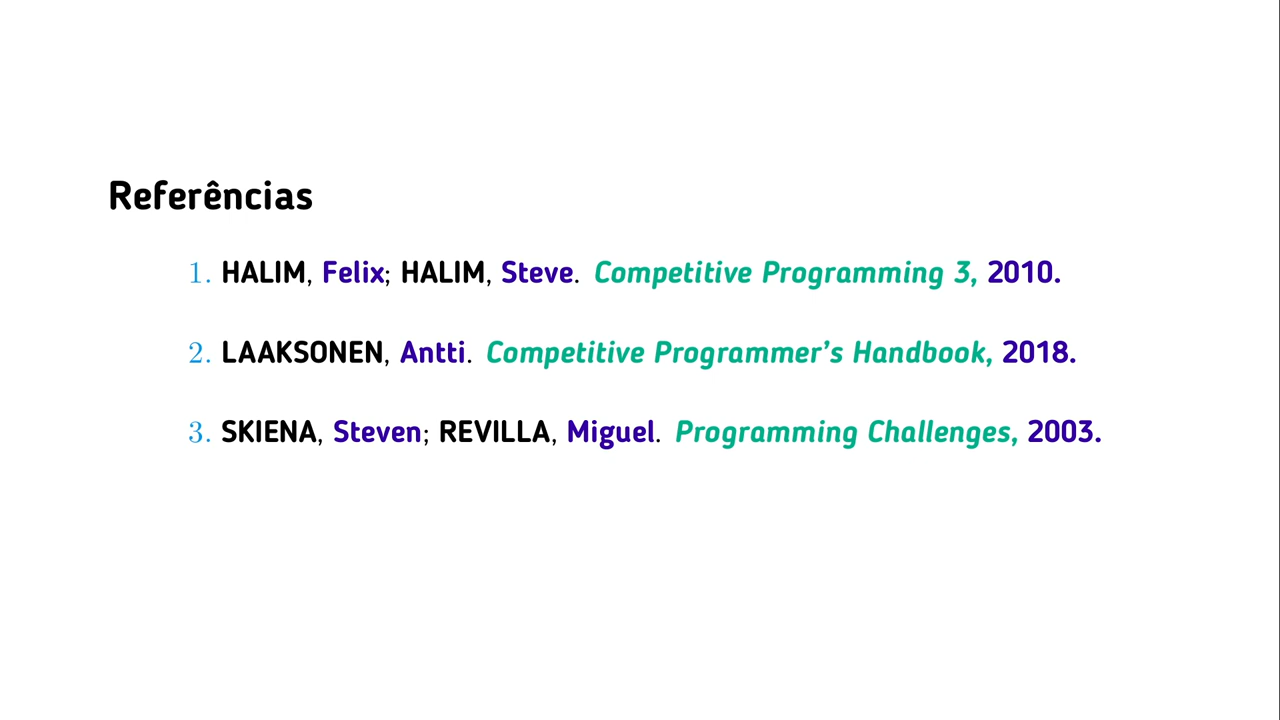 Referências
1. HALIM, Felix; HALIM, Steve. Competitive Programming 3, 2010.
2. LAAKSONEN, Antti. Competitive Programmer’s Handbook, 2018.
3. SKIENA, Steven; REVILLA, Miguel. Programming Challenges, 2003.